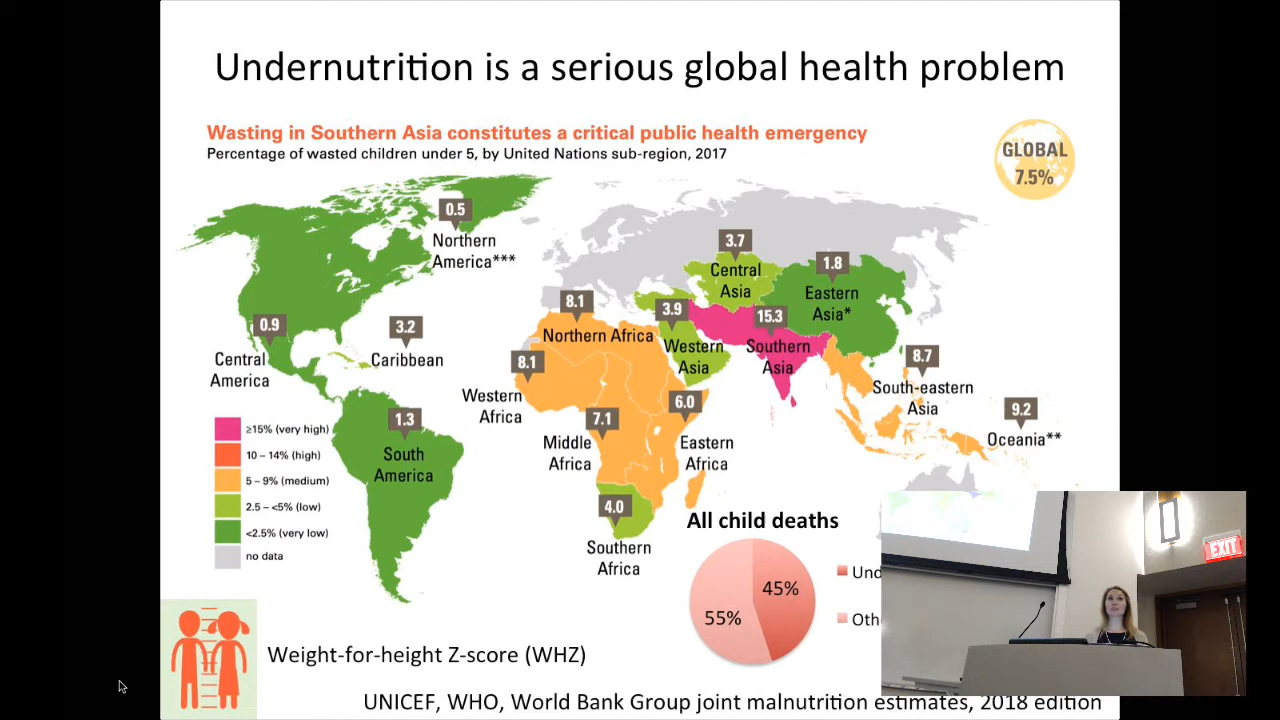 Undernutrition is a serious global health problem
Wasting in Southern Asia constitutes a critical public health emergency
Percentage of wasted children under 5, by United Nations sub-region, 2017
GLOBAL
7.5%
0.5
Northern
America***
3.7
Central
Asia
1.8
Eastern
Asia*
8.1
Northern Africa
3.9
Western
Asia
15.3
Southern
Asia
0.9
Central
America
3.2
Caribbean
8.1
Western
Africa
8.7
South-eastern
Asia
6.0
Eastern
Africa
9.2
Oceania**
1.3
South
America
7.1
Middle
Africa
4.0
Southern
Africa
≥15% (very high)
10 – 14% (high)
5 – 9% (medium)
2.5 – <5% (low)
<2.5% (very low)
no data
All child deaths
45%
55%
Und
Oth
EXIT
Weight-for-height Z-score (WHZ)
UNICEF, WHO, World Bank Group joint malnutrition estimates, 2018 edition